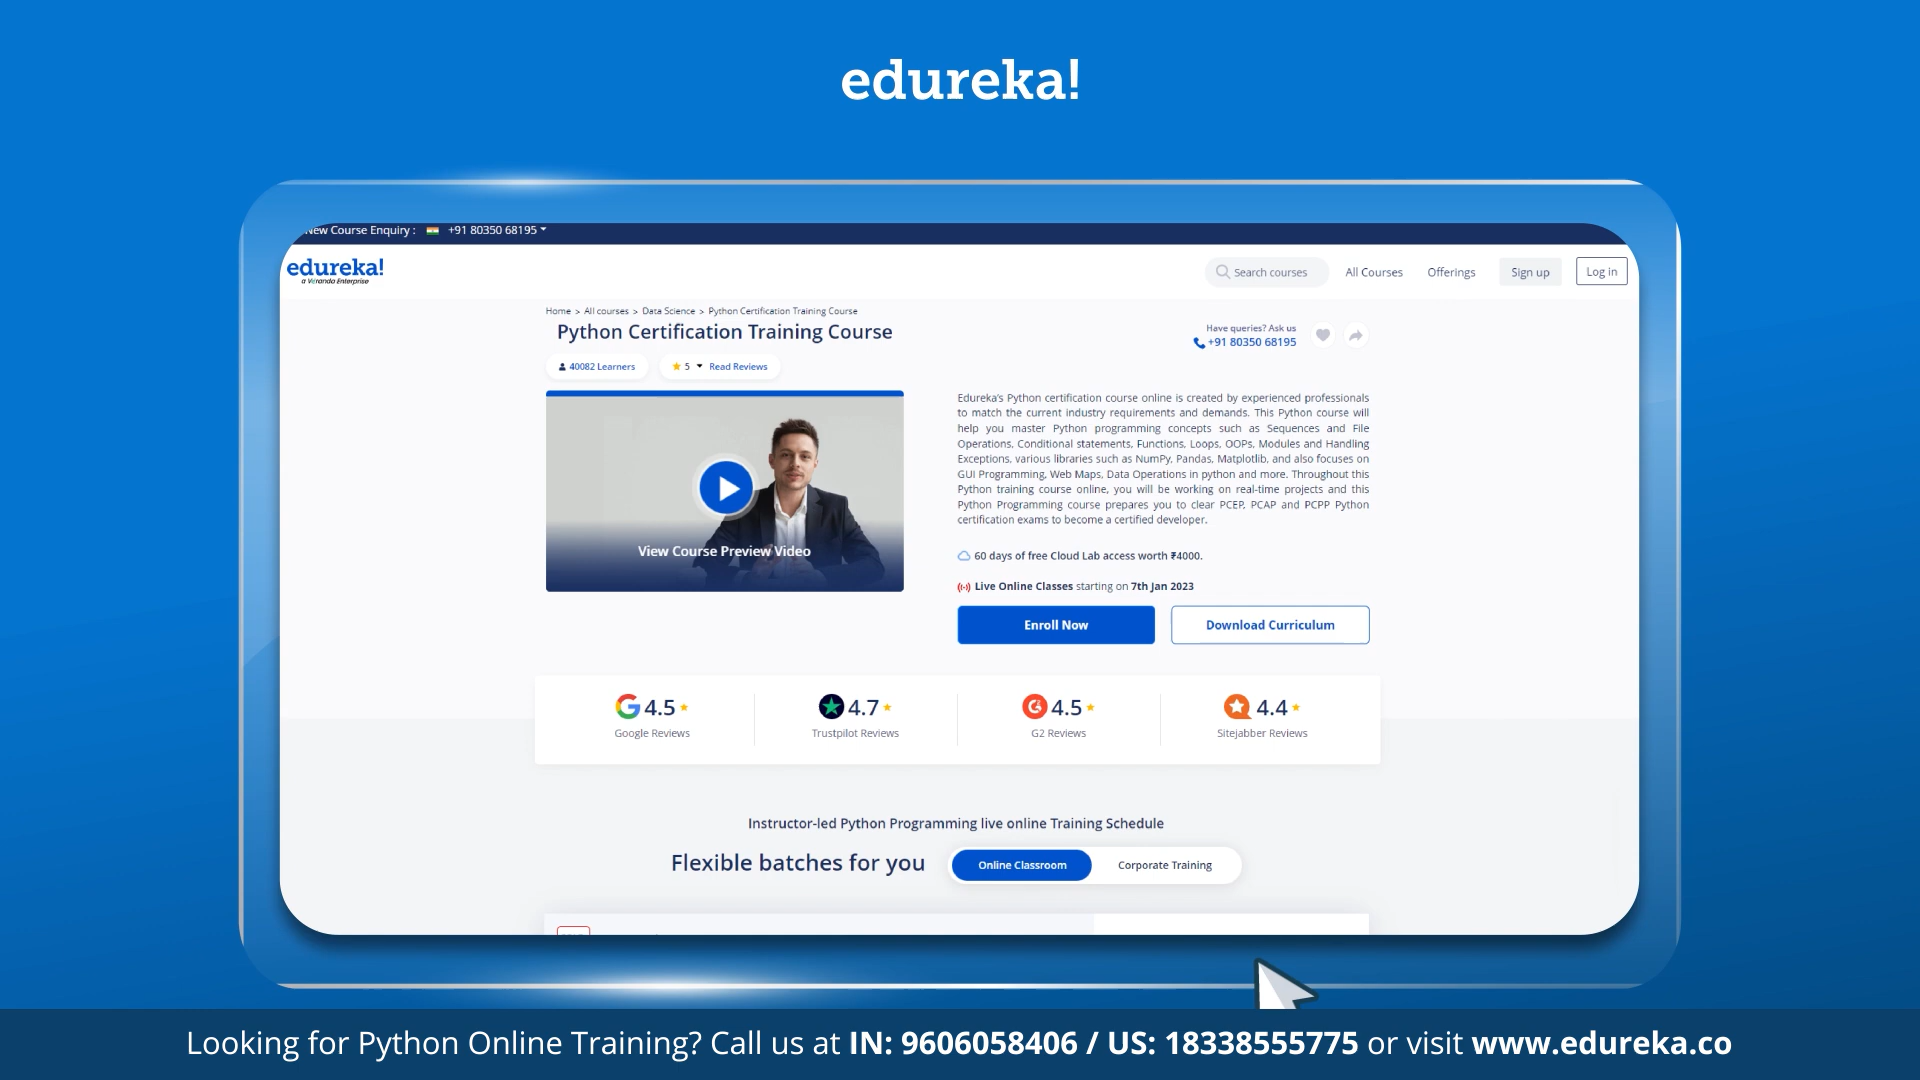 edureka!
New Course Enquiry : +91 80350 68195
edureka!
a Veranda Enterprise
Search courses
All Courses
Offerings
Sign up
Log in
Home > All courses > Data Science > Python Certification Training Course
Python Certification Training Course
Have queries? Ask us
+91 80350 68195
40082 Learners
5 Read Reviews
View Course Preview Video
Edureka's Python certification course online is created by experienced professionals
to match the current industry requirements and demands. This Python course will
help you master Python programming concepts such as Sequences and File
Operations, Conditional statements, Functions, Loops, OOPs, Modules and Handling
Exceptions, various libraries such as NumPy, Pandas, Matplotlib, and also focuses on
GUI Programming, Web Maps, Data Operations in python and more. Throughout this
Python training course online, you will be working on real-time projects and this
Python Programming course prepares you to clear PCEP, PCAP and PCPP Python
certification exams to become a certified developer.
60 days of free Cloud Lab access worth ₹4000.
Live Online Classes starting on 7th Jan 2023
Enroll Now
Download Curriculum
4.5
Google Reviews
4.7
Trustpilot Reviews
4.5
G2 Reviews
4.4
Sitejabber Reviews
Instructor-led Python Programming live online Training Schedule
Flexible batches for you
Online Classroom
Corporate Training
Looking for Python Online Training? Call us at IN: 9606058406 / US: 18338555775 or visit www.edureka.co